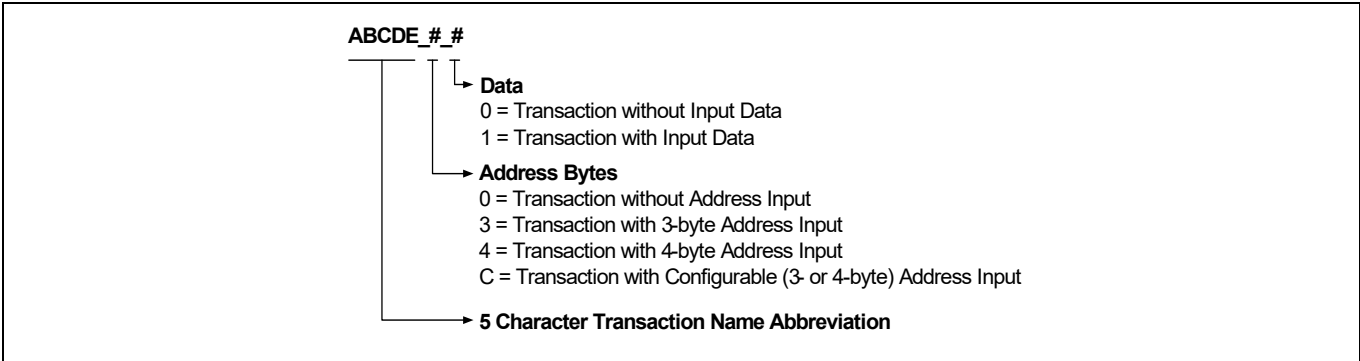 ABCDE_#_#
Data
0 = Transaction without Input Data
1 = Transaction with Input Data
Address Bytes
0 = Transaction without Address Input
3 = Transaction with 3-byte Address Input
4 = Transaction with 4-byte Address Input
C = Transaction with Configurable (3- or 4-byte) Address Input
5 Character Transaction Name Abbreviation